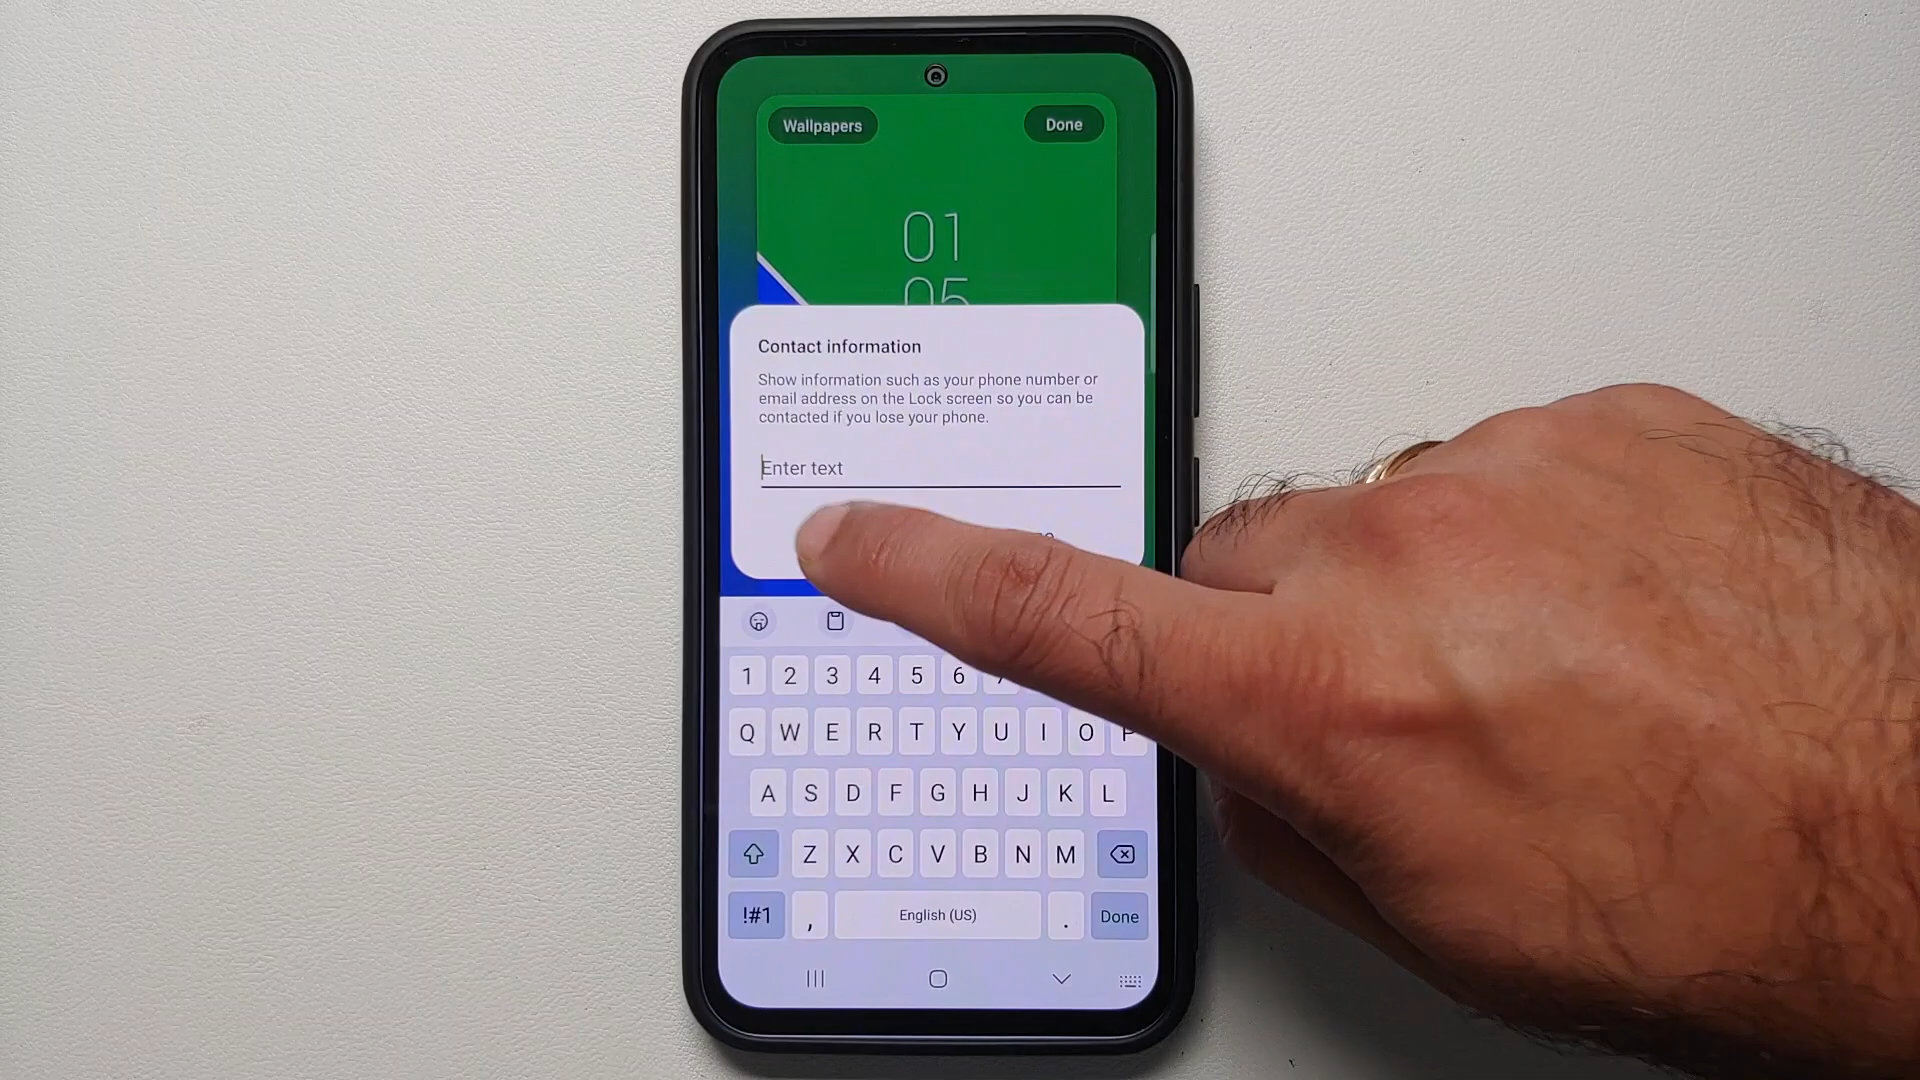 Wallpapers
Done
01
05
Contact information
Show information such as your phone number or
email address on the Lock screen so you can be
contacted if you lose your phone.
Enter text
1 2 3 4 5 6
Q W E R T Y U I O P
A S D F G H J K L
Z X C V B N M
!#1 , English (US) . Done